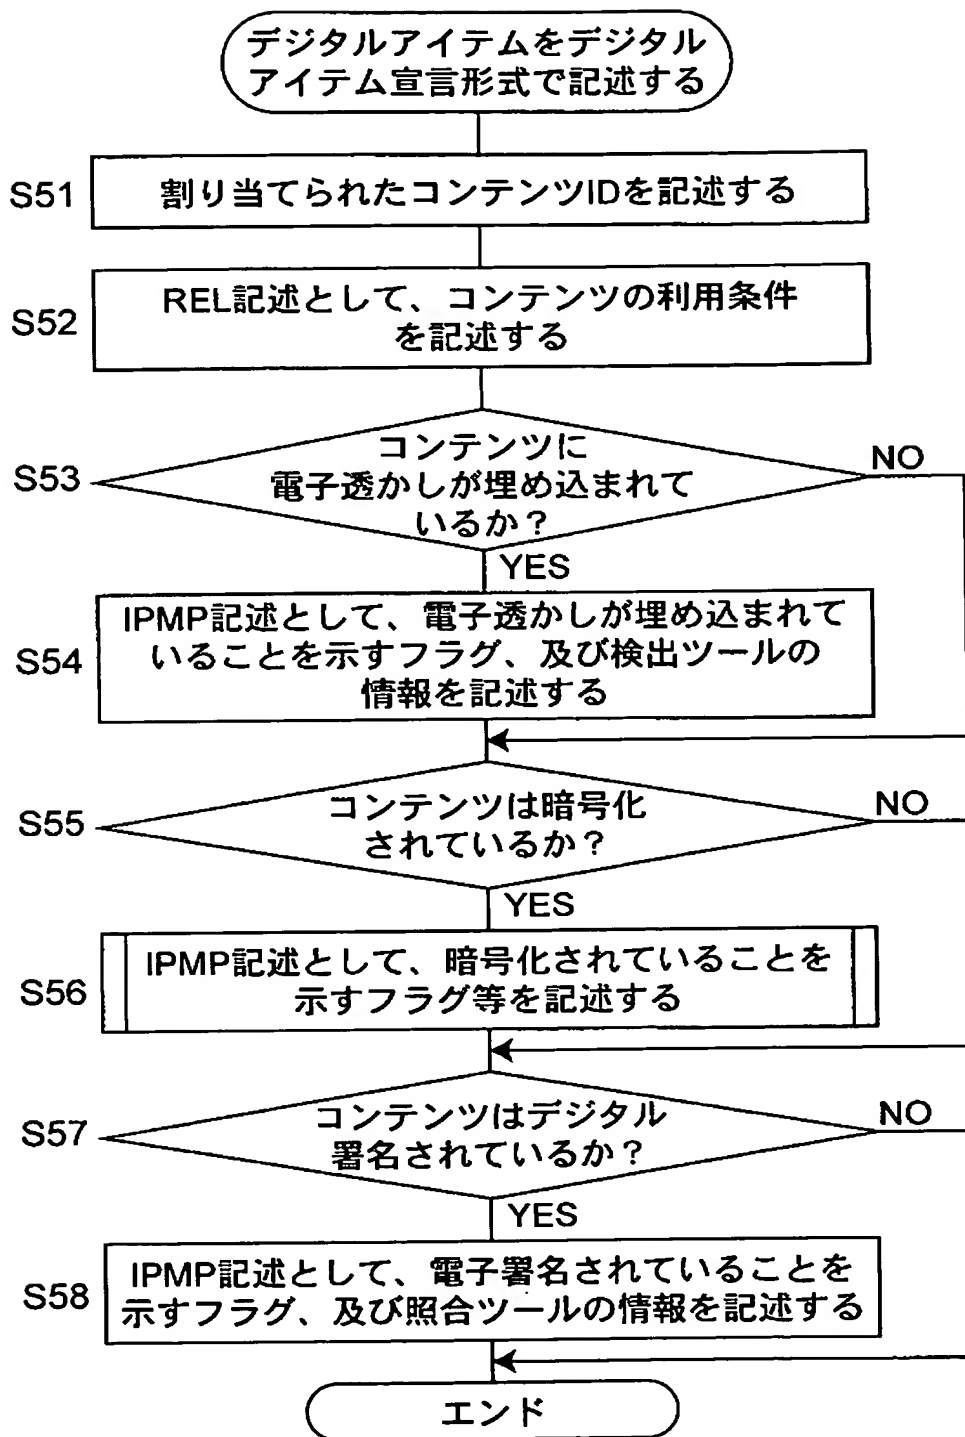 デジタルアイテムをデジタル
アイテム宣言形式で記述する
S51
割り当てられたコンテンツIDを記述する
S52
REL記述として、コンテンツの利用条件
を記述する
S53
コンテンツに
電子透かしが埋め込まれて
いるか？
NO
YES
S54
IPMP記述として、電子透かしが埋め込まれて
いることを示すフラグ、及び検出ツールの
情報を記述する
S55
コンテンツは暗号化
されているか？
NO
YES
S56
IPMP記述として、暗号化されていることを
示すフラグ等を記述する
S57
コンテンツはデジタル
署名されているか？
NO
YES
S58
IPMP記述として、電子署名されていることを
示すフラグ、及び照合ツールの情報を記述する
エンド